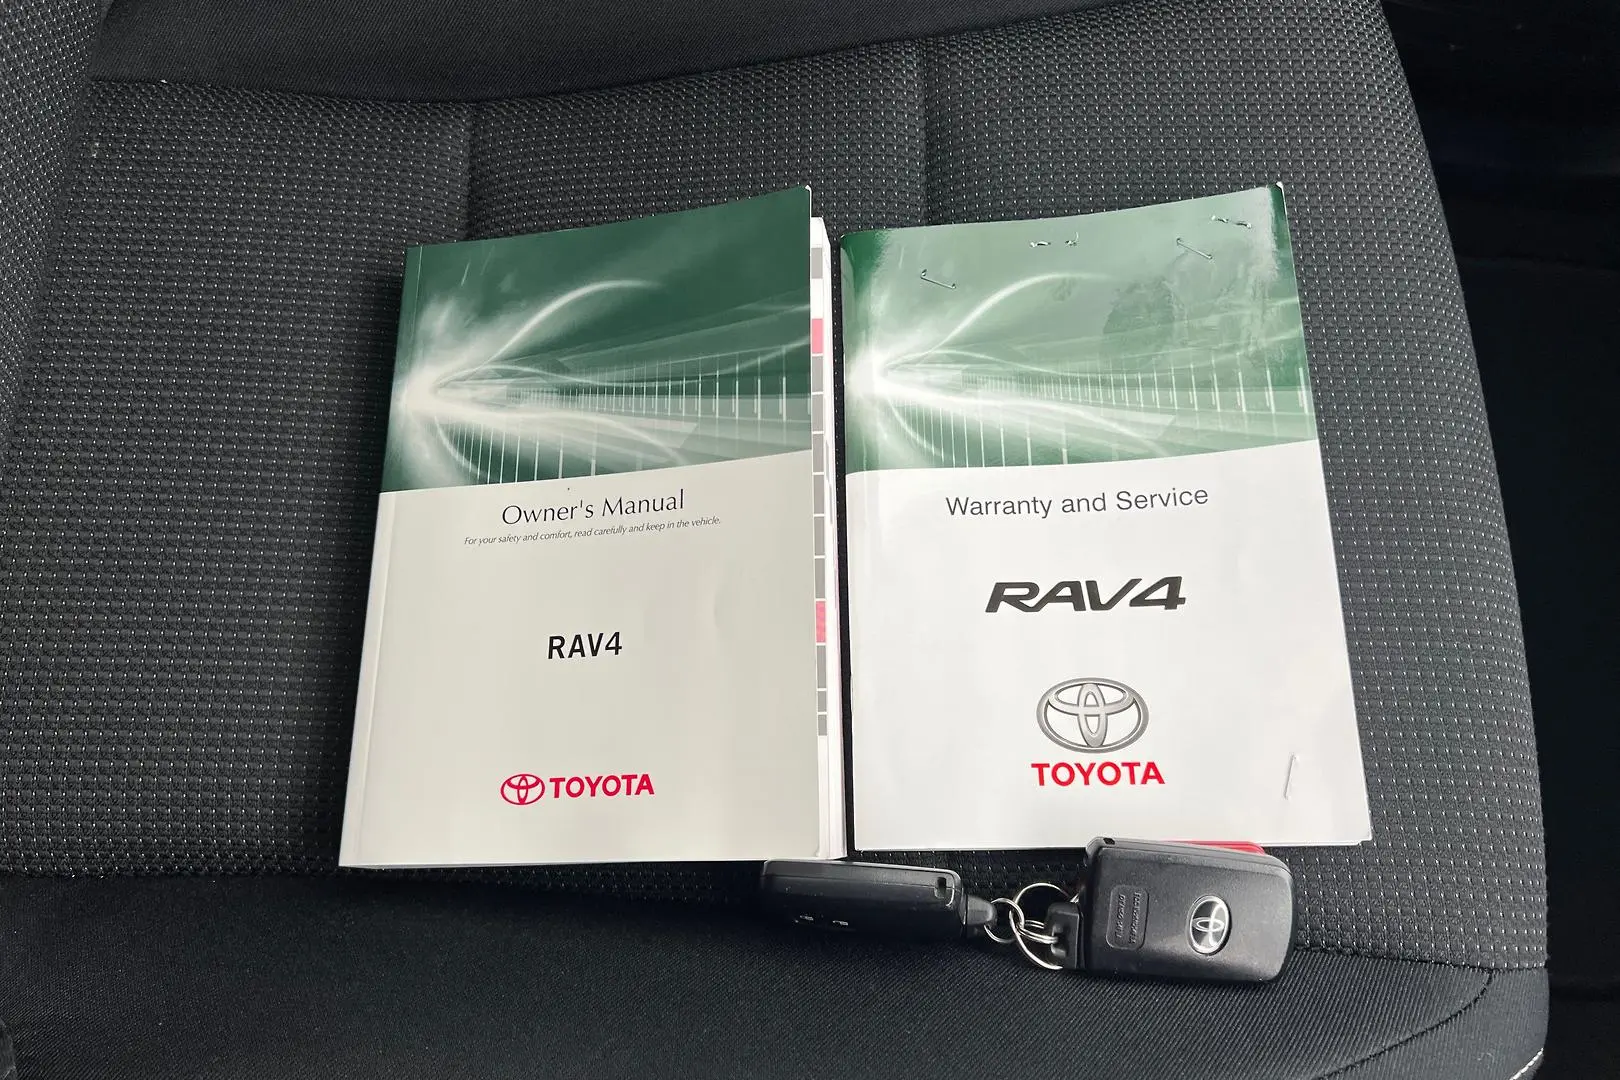 Owner's Manual
For your safety and comfort, read carefully and keep in the vehicle.
RAV4
TOYOTA
Warranty and Service
RAV4
TOYOTA